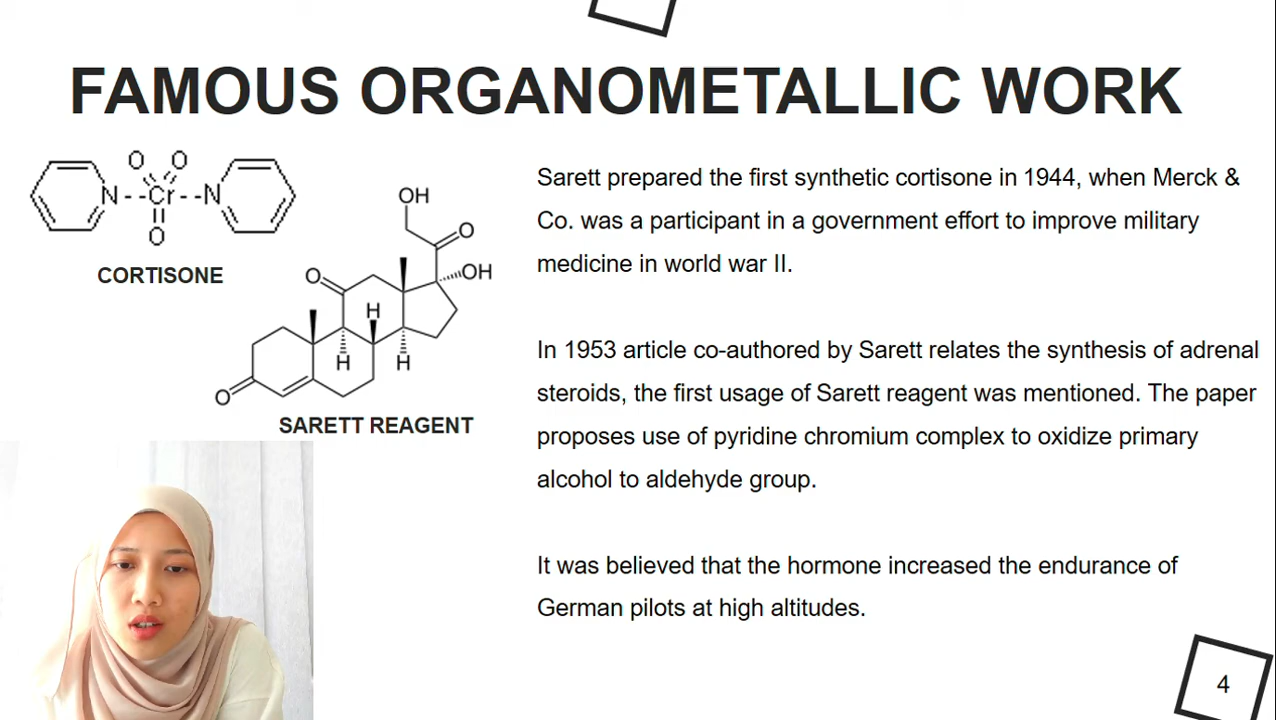 FAMOUS ORGANOMETALLIC WORK
O O
N Cr N
O
CORTISONE
OH
O
O
OH
H
H
H
O
SARETT REAGENT
Sarett prepared the first synthetic cortisone in 1944, when Merck &
Co. was a participant in a government effort to improve military
medicine in world war II.
In 1953 article co-authored by Sarett relates the synthesis of adrenal
steroids, the first usage of Sarett reagent was mentioned. The paper
proposes use of pyridine chromium complex to oxidize primary
alcohol to aldehyde group.
It was believed that the hormone increased the endurance of
German pilots at high altitudes.
4